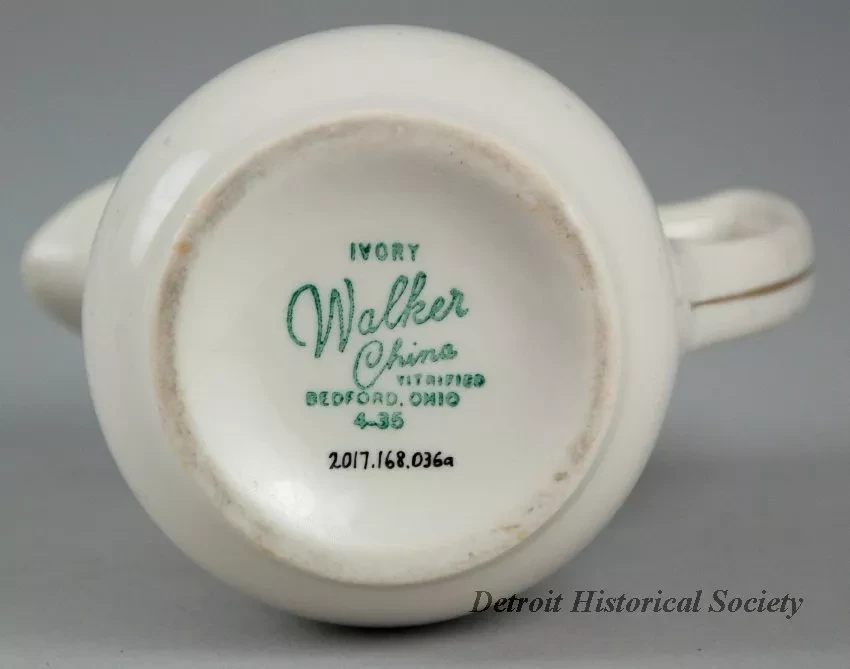 IVORY
Walker
China
VITRIFIED
BEDFORD, OHIO
4-35
2017.168.036a
Detroit Historical Society